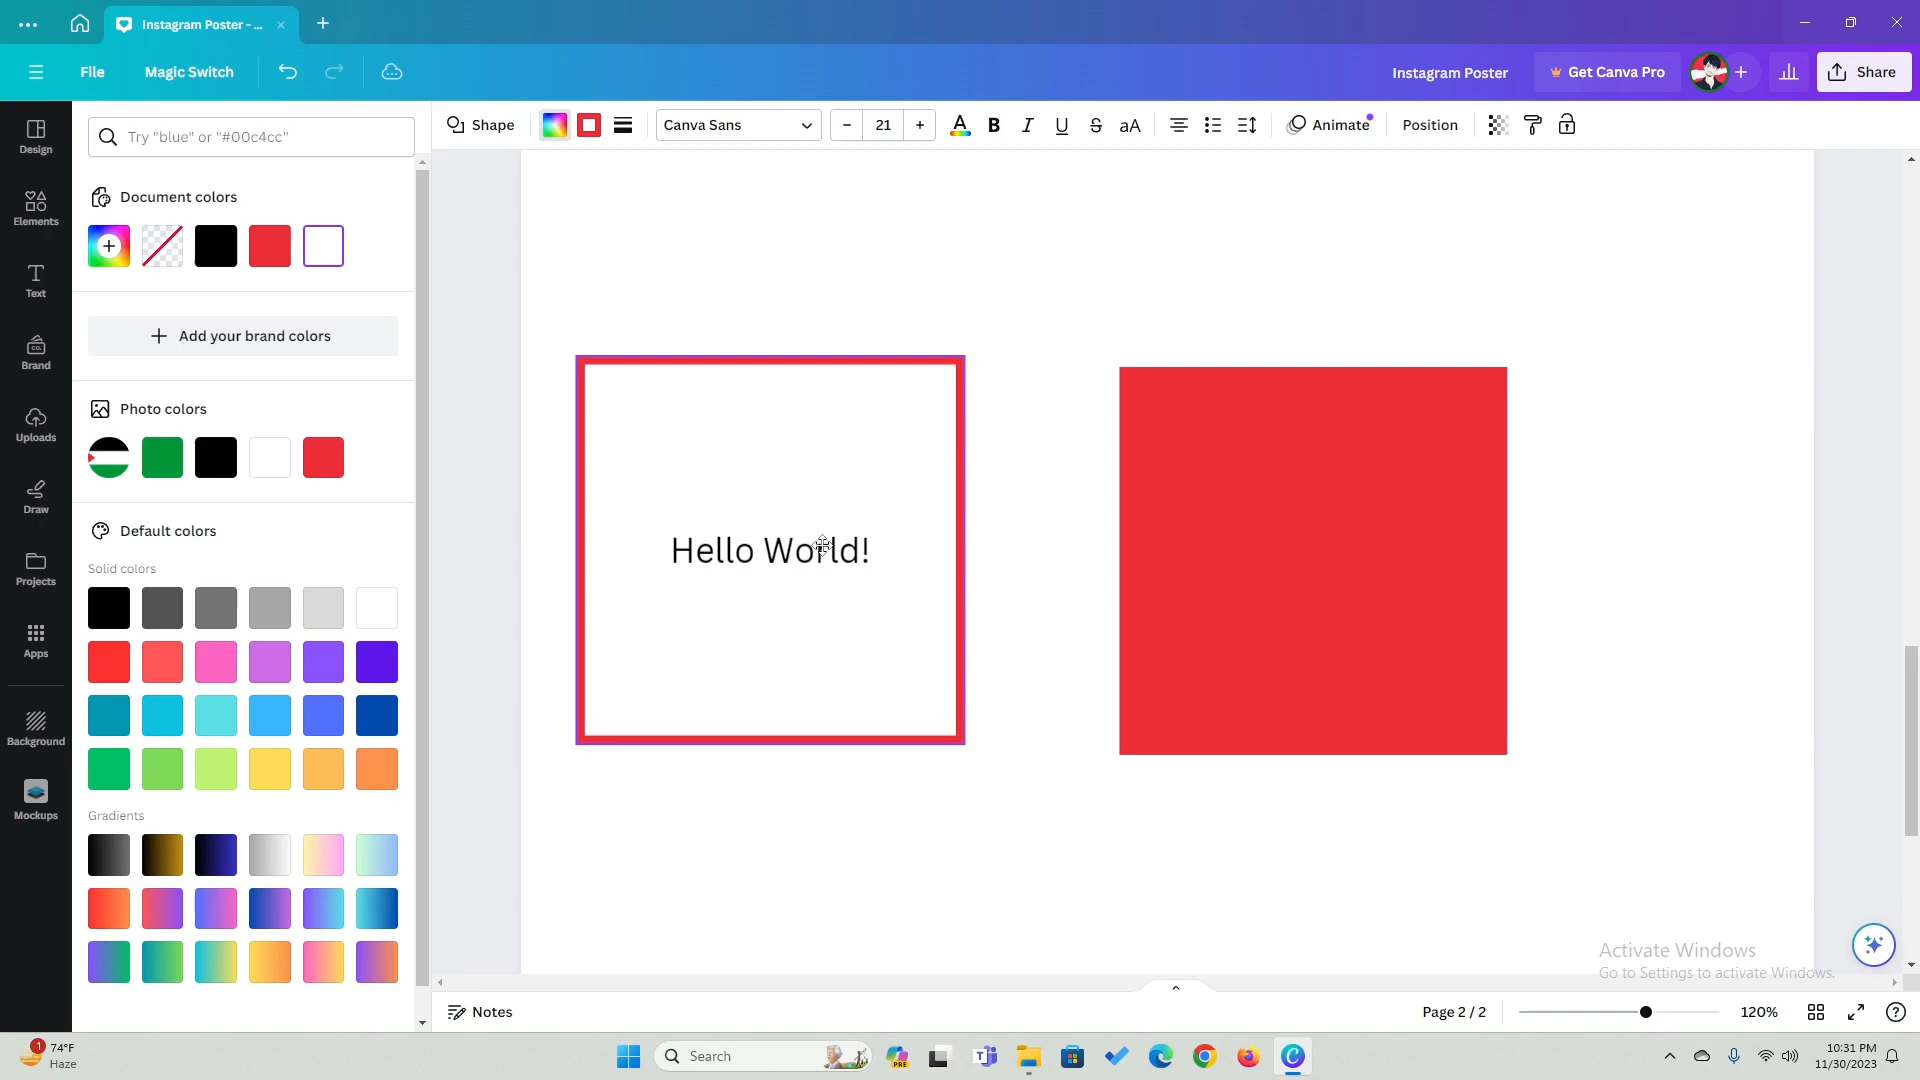 Instagram Poster - ...
File
Magic Switch
Instagram Poster
Get Canva Pro
Share
Design
Elements
Text
Brand
Uploads
Draw
Projects
Apps
Background
Mockups
Try "blue" or "#00c4cc"
Document colors
Add your brand colors
Photo colors
Default colors
Solid colors
Gradients
Shape
Canva Sans
21
A
B
I
U
S
aA
Animate
Position
Hello World!
Activate Windows
Go to Settings to activate Windows.
Notes
Page 2 / 2
120%
1
74°F
Haze
Search
PRE
10:31 PM
11/30/2023